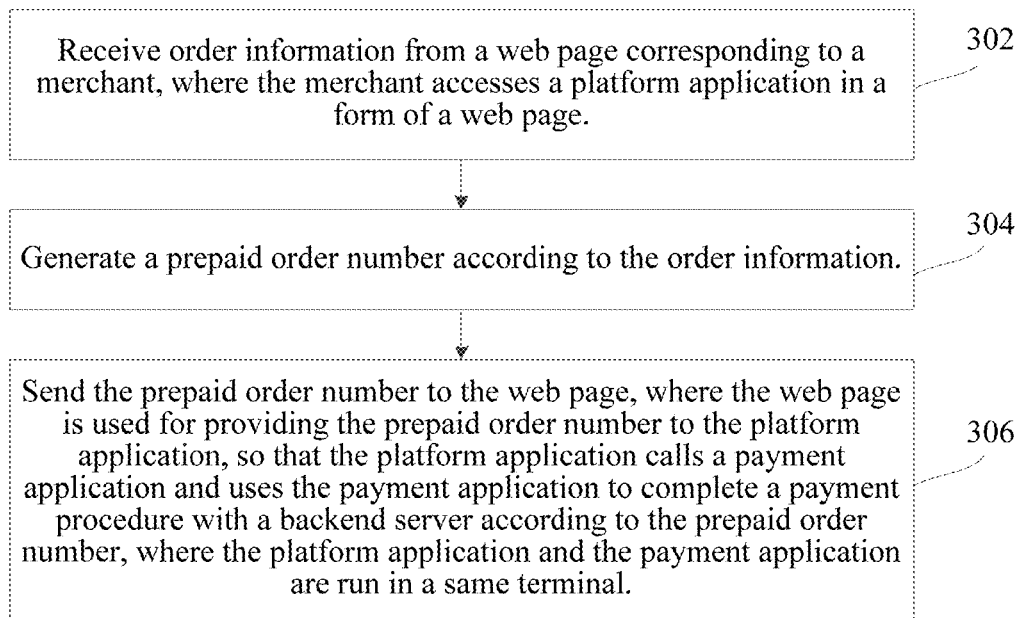 Receive order information from a web page corresponding to a
merchant, where the merchant accesses a platform application in a
form of a web page.
302
Generate a prepaid order number according to the order information.
304
Send the prepaid order number to the web page, where the web page
is used for providing the prepaid order number to the platform
application, so that the platform application calls a payment
application and uses the payment application to complete a payment
procedure with a backend server according to the prepaid order
number, where the platform application and the payment application
are run in a same terminal.
306